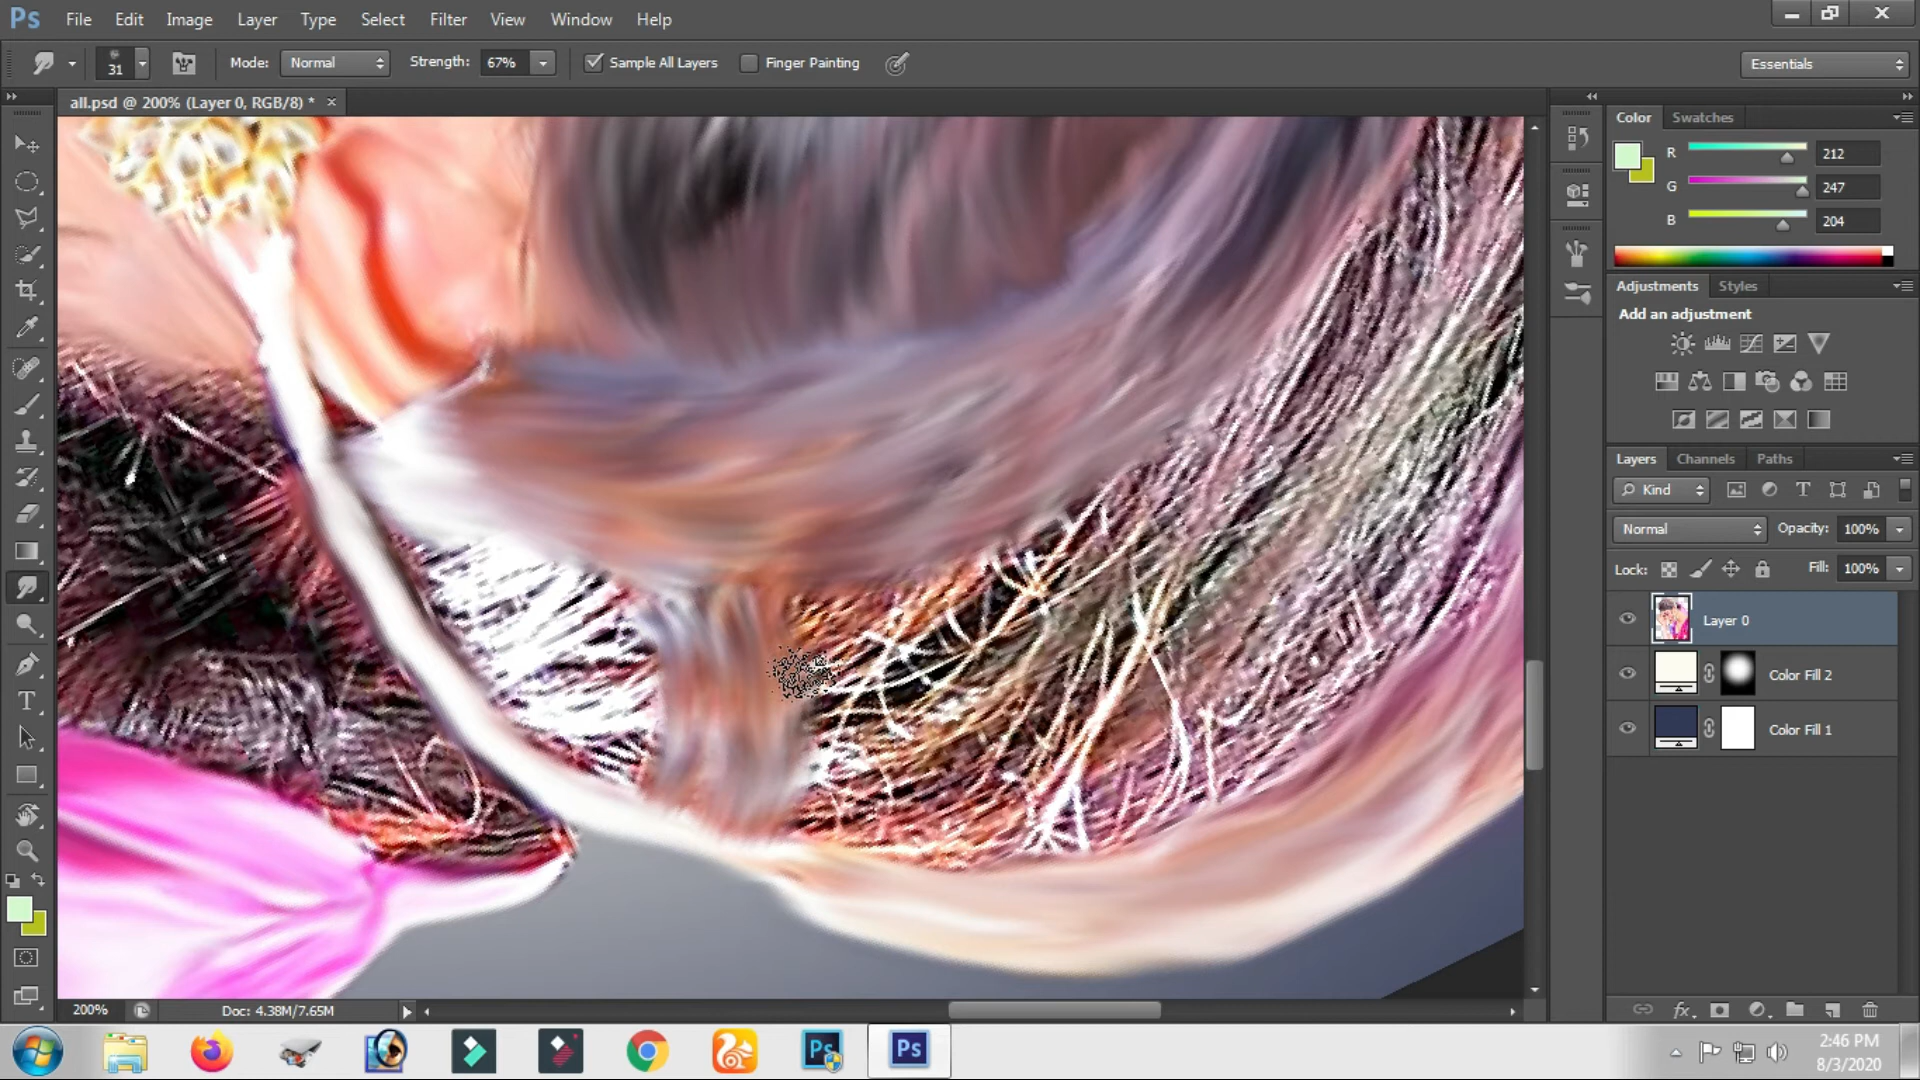 Ps File Edit Image Layer Type Select Filter View Window Help
31 Mode: Normal Strength: 67% Sample All Layers Finger Painting Essentials
all.psd @ 200% (Layer 0, RGB/8) * ×
Color Swatches
R 212
G 247
B 204
Adjustments Styles
Add an adjustment
Layers Channels Paths
Kind
Normal Opacity: 100%
Lock: Fill: 100%
Layer 0
Color Fill 2
Color Fill 1
200% Doc: 4.38M/7.65M
fx
Ps Ps
2:46 PM
8/3/2020